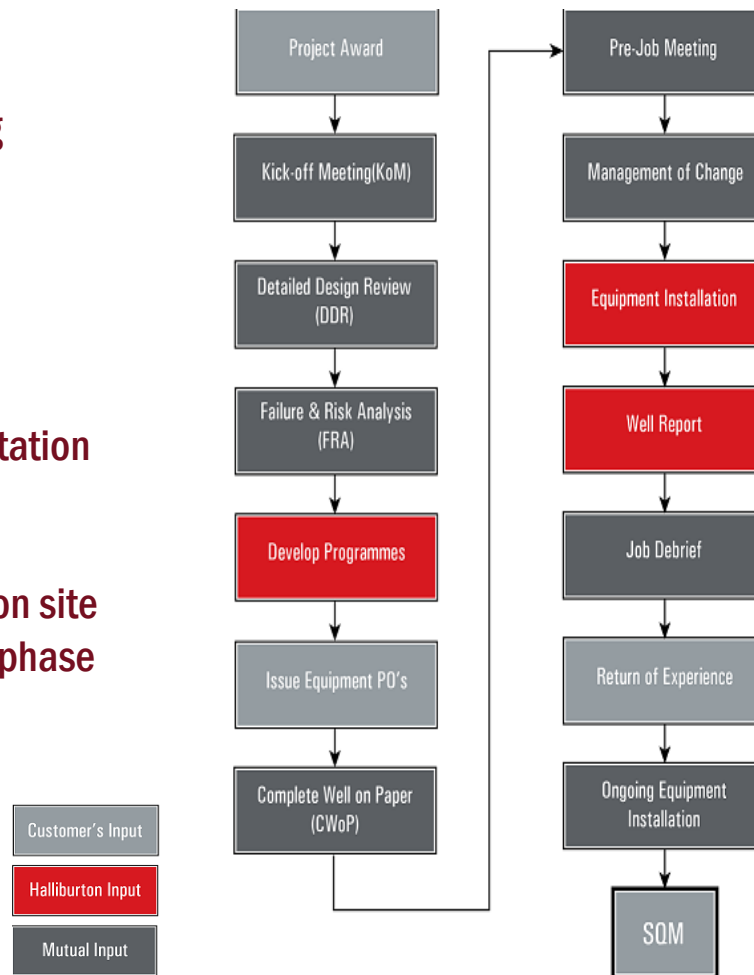 g
tation
on site
phase
Project Award
Kick-off Meeting(KoM)
Detailed Design Review
(DDR)
Failure & Risk Analysis
(FRA)
Develop Programmes
Issue Equipment PO's
Complete Well on Paper
(CWoP)
Pre-Job Meeting
Management of Change
Equipment Installation
Well Report
Job Debrief
Return of Experience
Ongoing Equipment
Installation
SQM
Customer's Input
Halliburton Input
Mutual Input